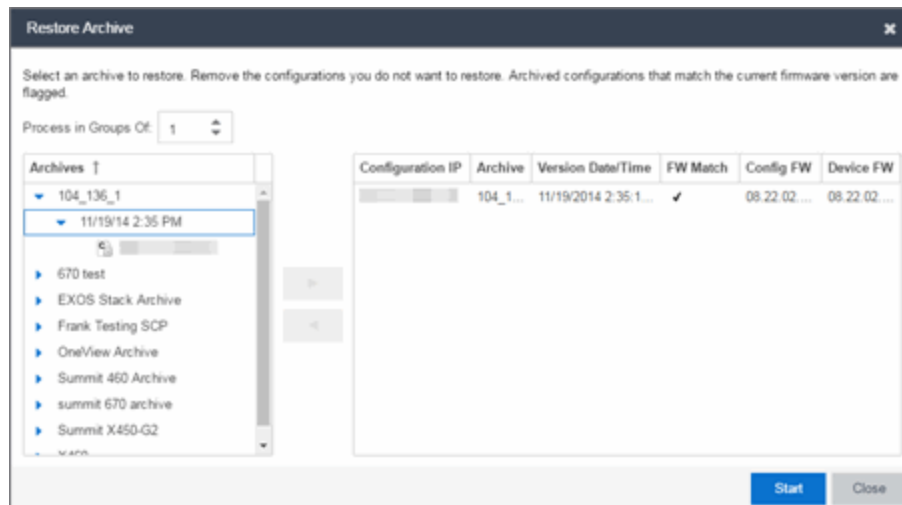 Restore Archive
Select an archive to restore. Remove the configurations you do not want to restore. Archived configurations that match the current firmware version are
flagged.
Process in Groups Of: 1
Archives ↑
104_136_1
11/19/14 2:35 PM
670 test
EXOS Stack Archive
Frank Testing SCP
OneView Archive
Summit 460 Archive
summit 670 archive
Summit X450-G2
Configuration IP Archive Version Date/Time FW Match Config FW Device FW
104_1... 11/19/2014 2:35:1... ✔ 08.22.02.... 08.22.02....
Start Close